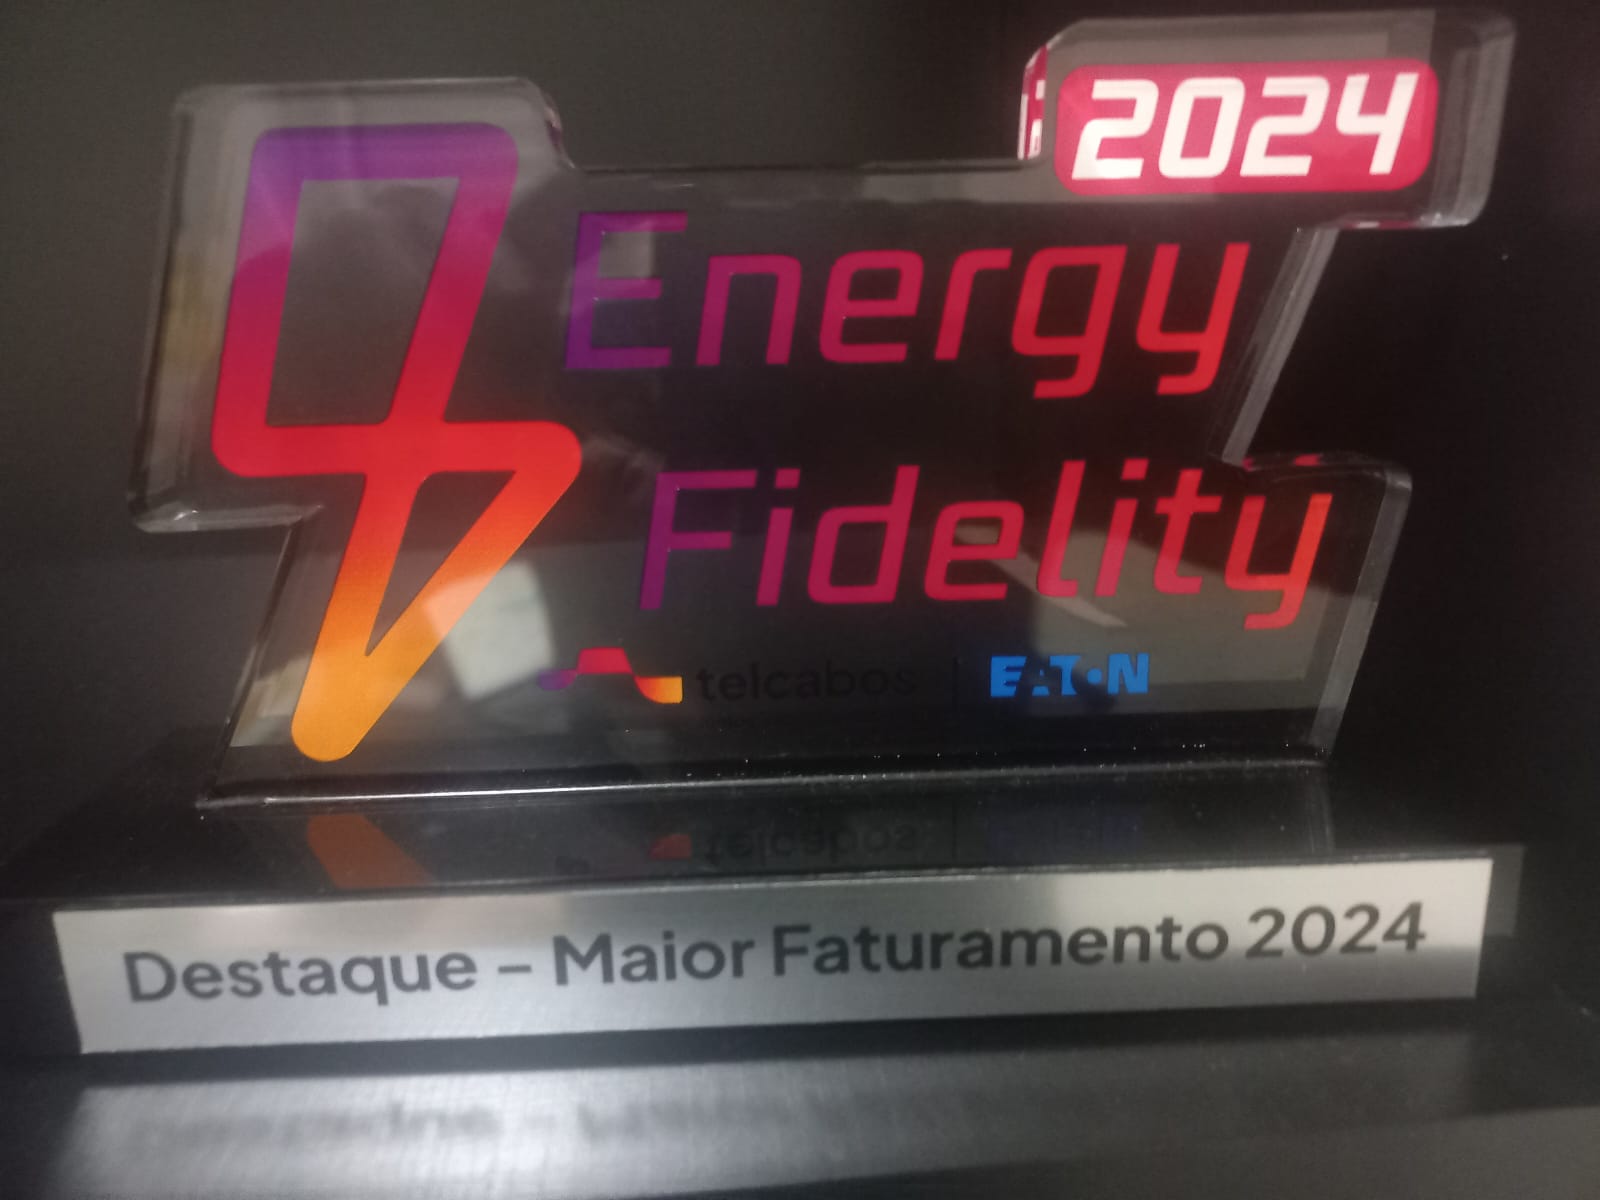 2024
Energy
Fidelity
telcabos | EATON
Destaque – Maior Faturamento 2024